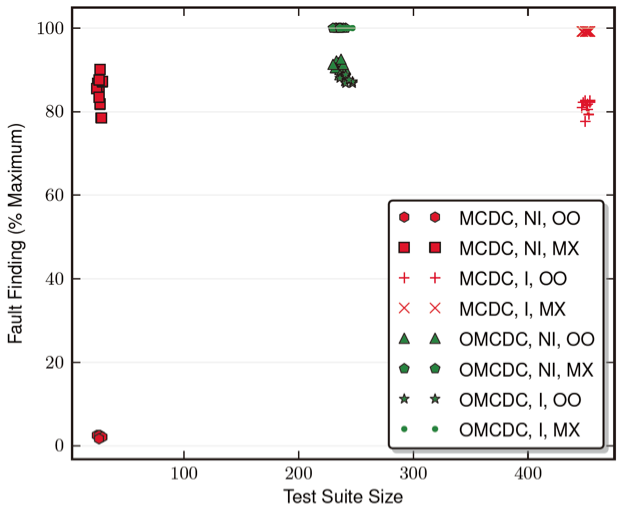 100
80
60
40
20
0
Fault Finding (% Maximum)
MCDC, NI, OO
MCDC, NI, MX
MCDC, I, OO
MCDC, I, MX
OMCDC, NI, OO
OMCDC, NI, MX
OMCDC, I, OO
OMCDC, I, MX
100 200 300 400
Test Suite Size